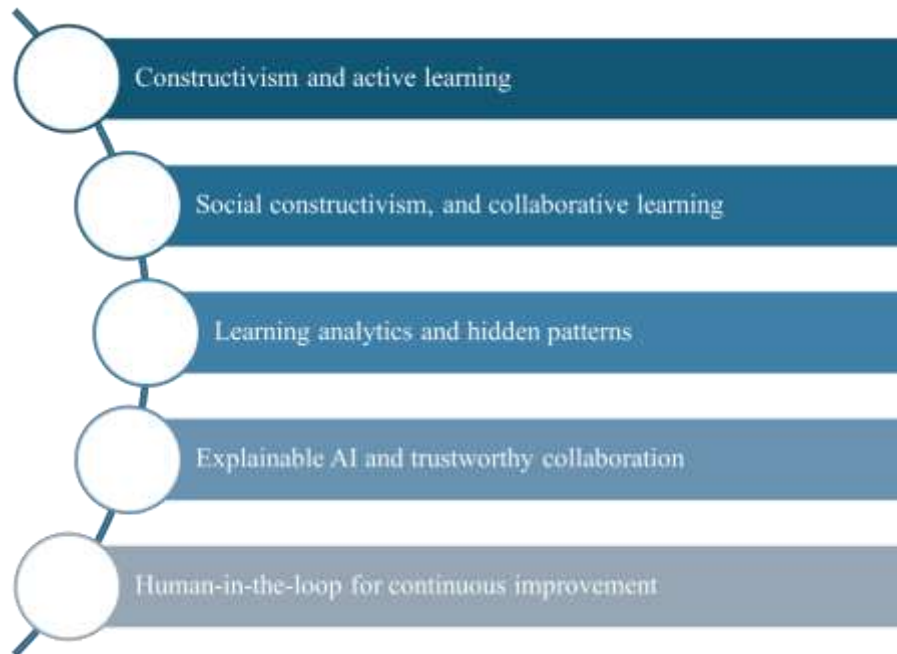 Constructivism and active learning
Social constructivism, and collaborative learning
Learning analytics and hidden patterns
Explainable AI and trustworthy collaboration
Human-in-the-loop for continuous improvement